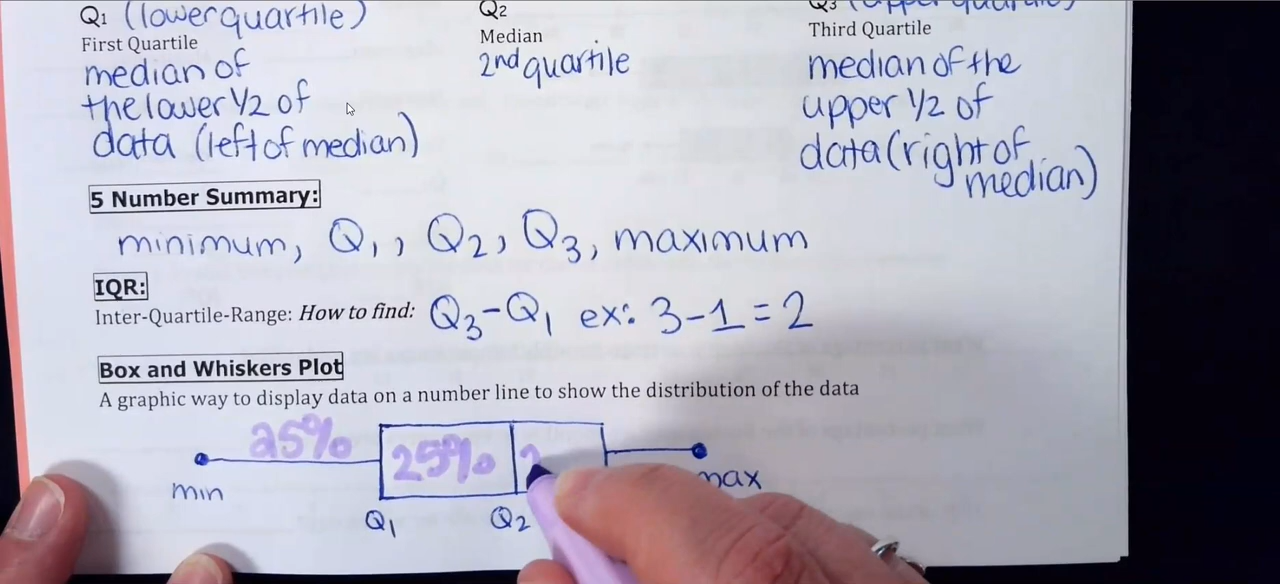 Q1 (lower quartile)
First Quartile
median of
the lower 1/2 of
data (left of median)
Q2
Median
2nd quartile
Q3
Third Quartile
median of the
upper 1/2 of
data (right of
median)
5 Number Summary:
minimum, Q1, Q2, Q3, maximum
IQR:
Inter-Quartile-Range: How to find: Q3-Q1 ex: 3-1=2
Box and Whiskers Plot
A graphic way to display data on a number line to show the distribution of the data
25% 25% 2
min
max
Q1 Q2